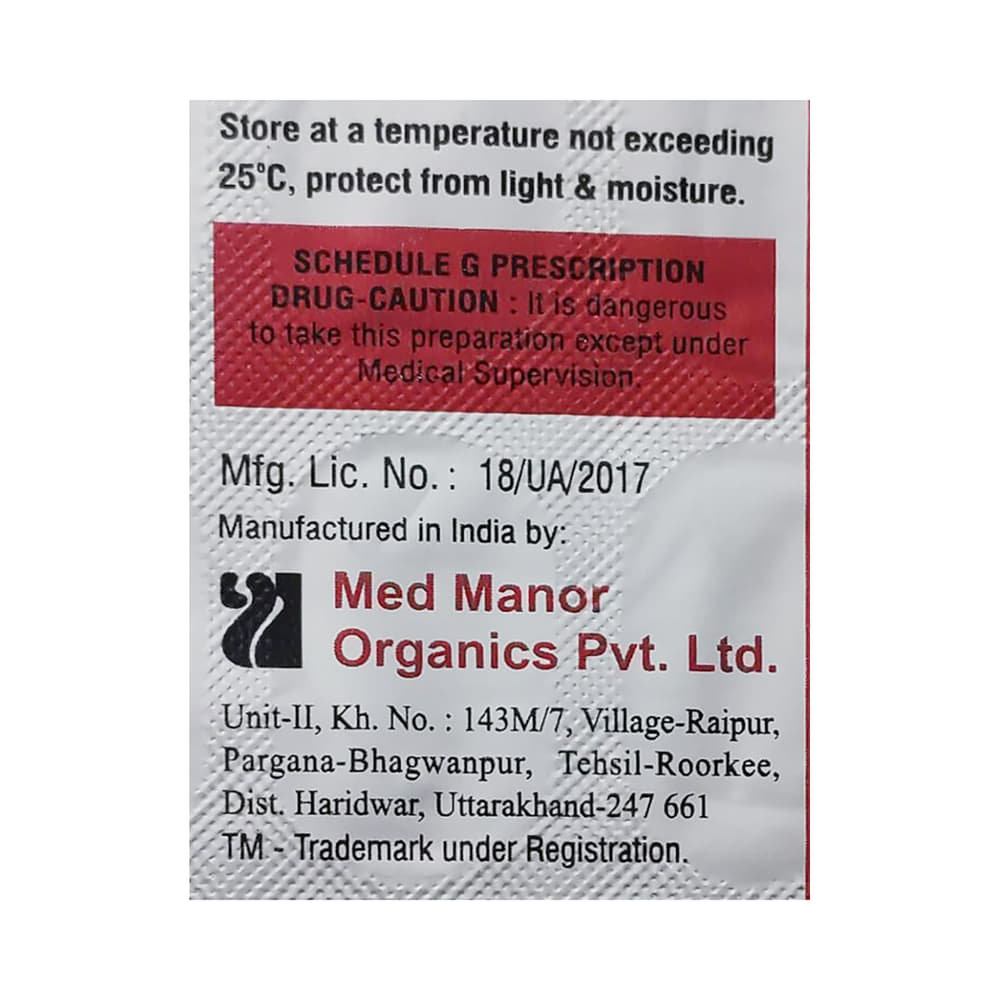 Store at a temperature not exceeding
25°C, protect from light & moisture.
SCHEDULE G PRESCRIPTION
DRUG-CAUTION : It is dangerous
to take this preparation except under
Medical Supervision.
Mfg. Lic. No. : 18/UA/2017
Manufactured in India by:
Med Manor
Organics Pvt. Ltd.
Unit-II, Kh. No. : 143M/7, Village-Raipur,
Pargana-Bhagwanpur, Tehsil-Roorkee,
Dist. Haridwar, Uttarakhand-247 661
TM - Trademark under Registration.